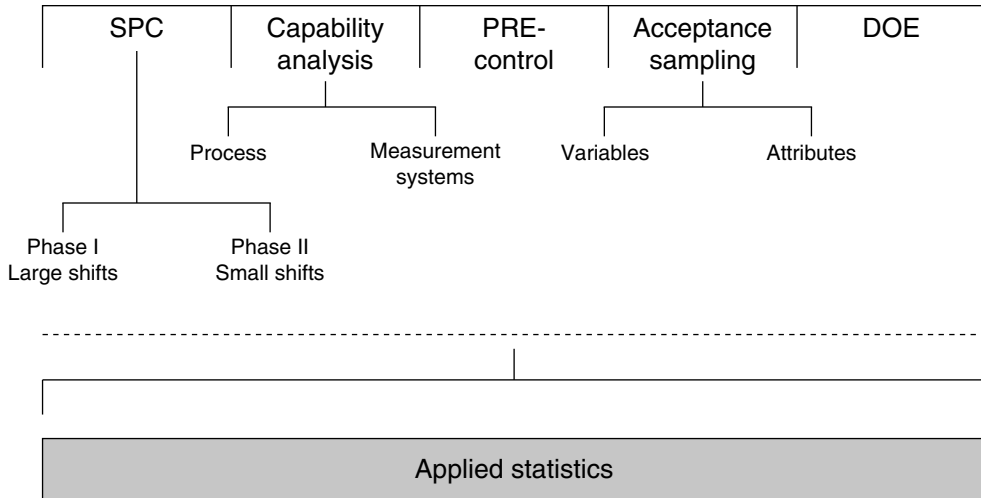 SPC
Capability
analysis
PRE-
control
Acceptance
sampling
DOE
Process
Measurement
systems
Variables
Attributes
Phase I
Large shifts
Phase II
Small shifts
Applied statistics